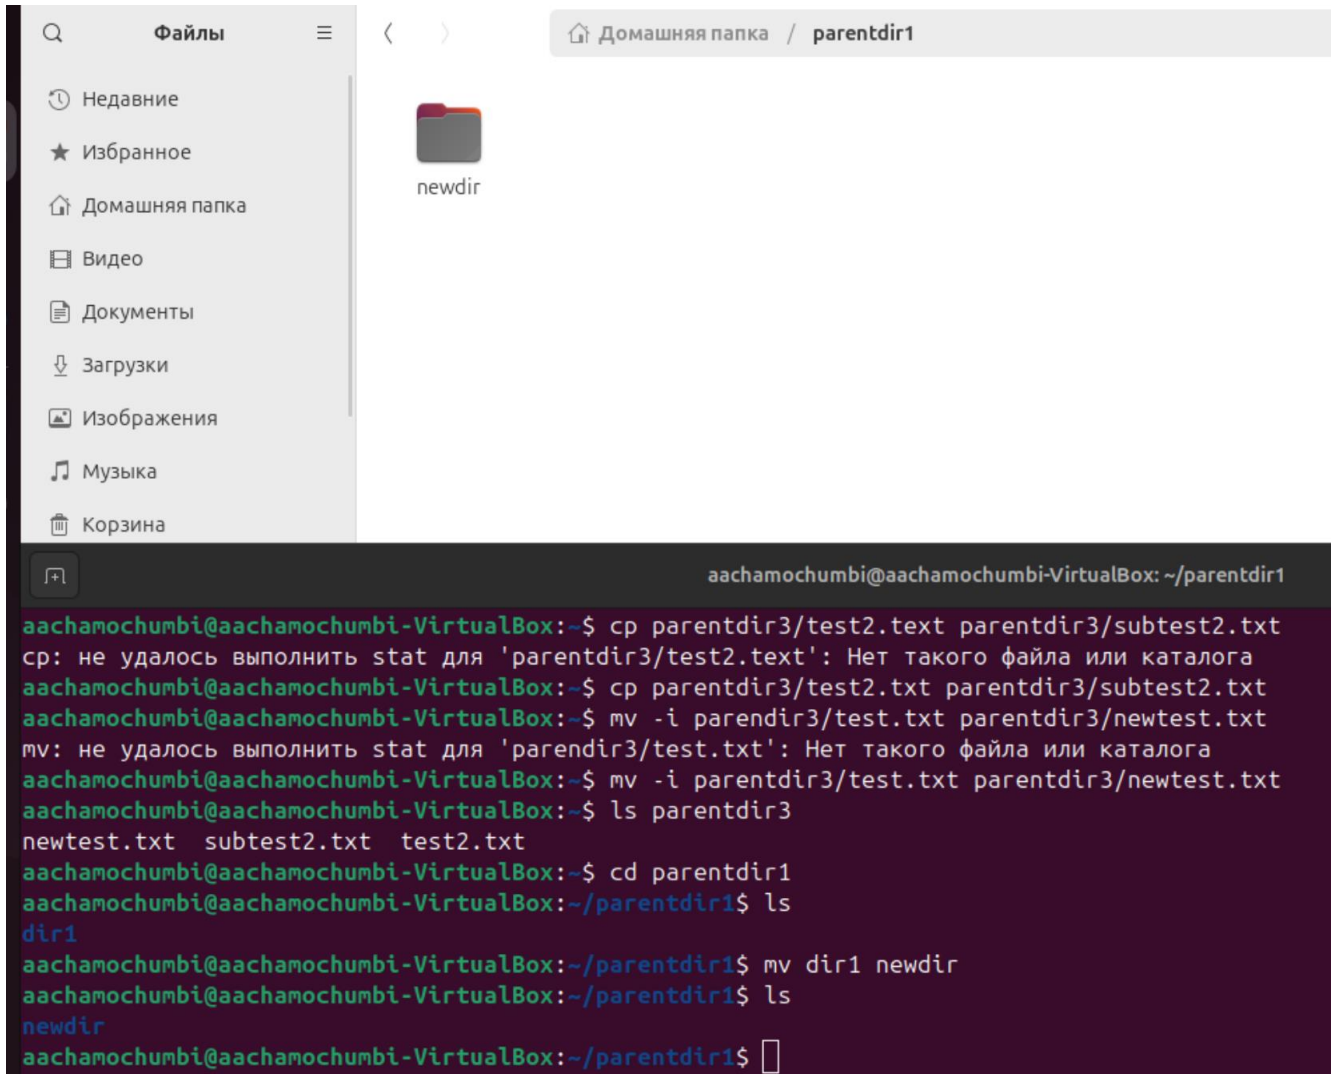 Файлы
Домашняя папка / parentdir1
Недавние
Избранное
Домашняя папка
Видео
Документы
Загрузки
Изображения
Музыка
Корзина
newdir
aachamochumbi@aachamochumbi-VirtualBox: ~/parentdir1
aachamochumbi@aachamochumbi-VirtualBox:~$ cp parentdir3/test2.text parentdir3/subtest2.txt
cp: не удалось выполнить stat для 'parentdir3/test2.text': Нет такого файла или каталога
aachamochumbi@aachamochumbi-VirtualBox:~$ cp parentdir3/test2.txt parentdir3/subtest2.txt
aachamochumbi@aachamochumbi-VirtualBox:~$ mv -i parendir3/test.txt parentdir3/newtest.txt
mv: не удалось выполнить stat для 'parendir3/test.txt': Нет такого файла или каталога
aachamochumbi@aachamochumbi-VirtualBox:~$ mv -i parentdir3/test.txt parentdir3/newtest.txt
aachamochumbi@aachamochumbi-VirtualBox:~$ ls parentdir3
newtest.txt  subtest2.txt  test2.txt
aachamochumbi@aachamochumbi-VirtualBox:~$ cd parentdir1
aachamochumbi@aachamochumbi-VirtualBox:~/parentdir1$ ls
dir1
aachamochumbi@aachamochumbi-VirtualBox:~/parentdir1$ mv dir1 newdir
aachamochumbi@aachamochumbi-VirtualBox:~/parentdir1$ ls
newdir
aachamochumbi@aachamochumbi-VirtualBox:~/parentdir1$